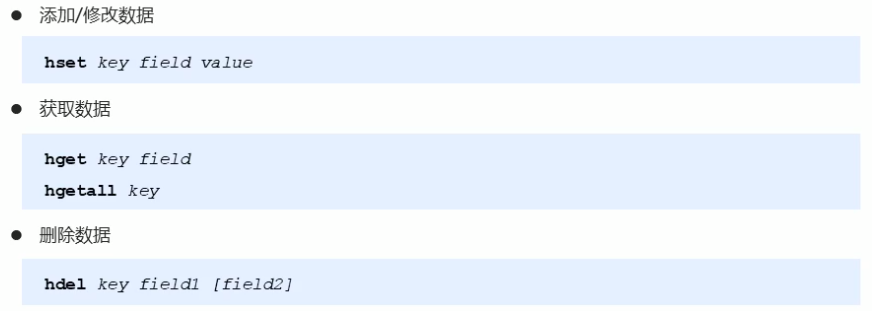 添加/修改数据
hset key field value
获取数据
hget key field
hgetall key
删除数据
hdel key field1 [field2]